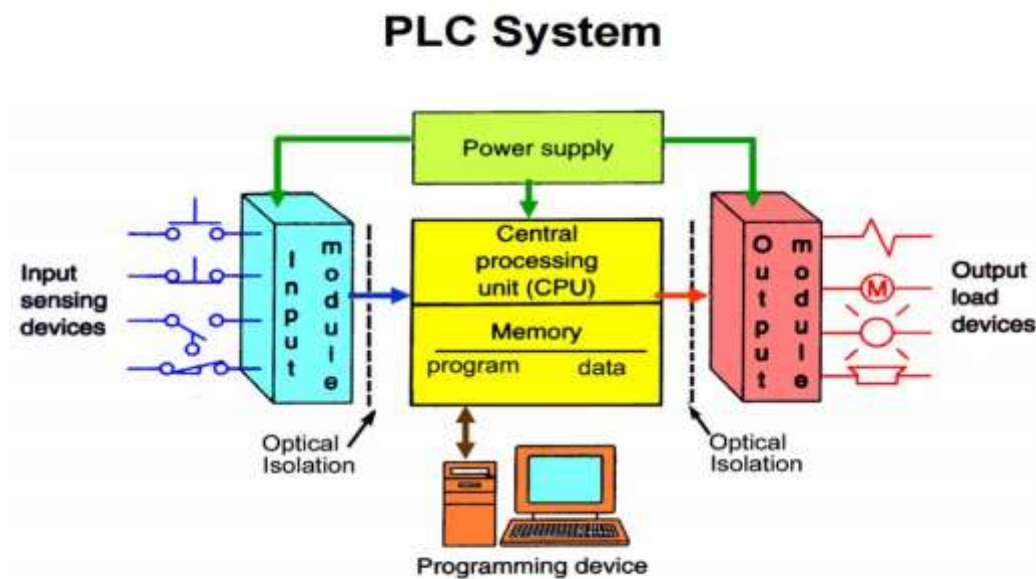 PLC System
Power supply
Input
sensing
devices
Input
module
Central
processing
unit (CPU)
Memory
program data
Output
module
M
Output
load
devices
Optical
Isolation
Optical
Isolation
Programming device